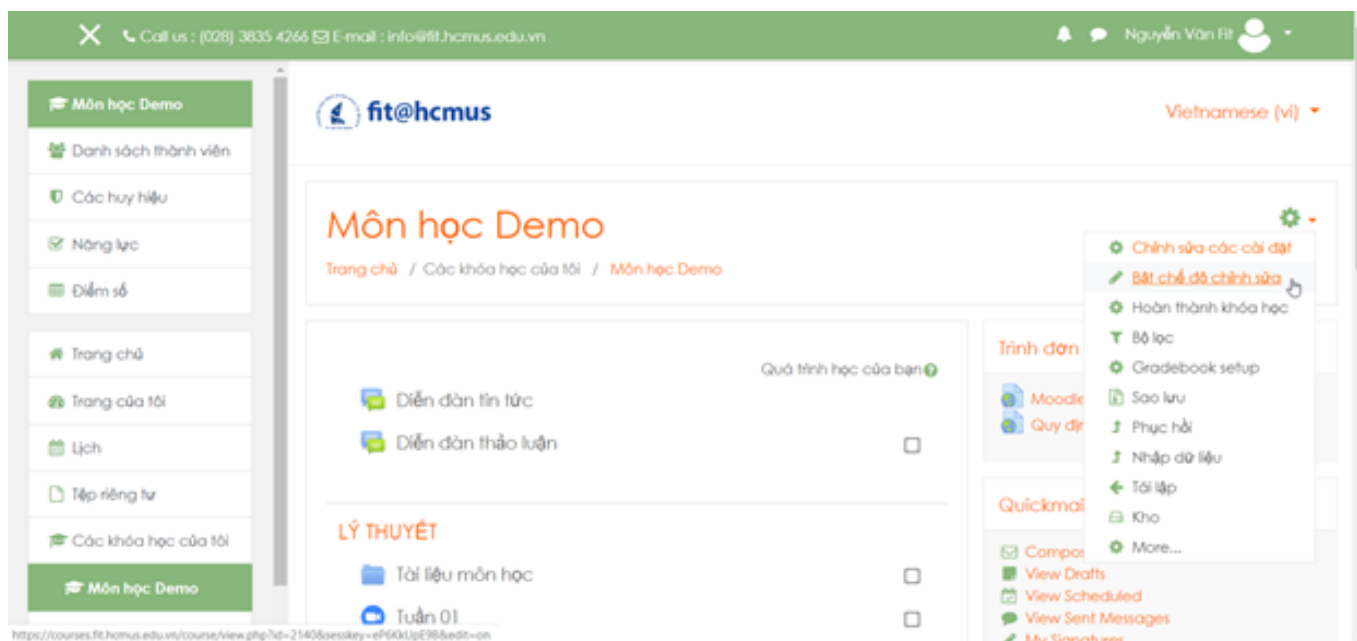 Call us : (028) 3835 4266 E-mail : info@fit.hcmus.edu.vn
Nguyễn Văn Fit
Môn học Demo
Danh sách thành viên
Các huy hiệu
Năng lực
Điểm số
Trang chủ
Trang của tôi
Lịch
Tệp riêng tư
Các khóa học của tôi
Môn học Demo
fit@hcmus
Vietnamese (vi)
Môn học Demo
Trang chủ / Các khóa học của tôi / Môn học Demo
Chỉnh sửa các cài đặt
Bật chế độ chỉnh sửa
Hoàn thành khóa học
Bộ lọc
Gradebook setup
Sao lưu
Phục hồi
Nhập dữ liệu
Tái lập
Kho
More...
Quá trình học của bạn
Diễn đàn tin tức
Diễn đàn thảo luận
LÝ THUYẾT
Tài liệu môn học
Tuần 01
Trình đơn
Moodle
Quy địn
Quickmai
Compos
View Drafts
View Scheduled
View Sent Messages
My Signatures
https://courses.fit.hcmus.edu.vn/course/view.php?id=2140&sesskey=eP6KkUpE9B&edit=on